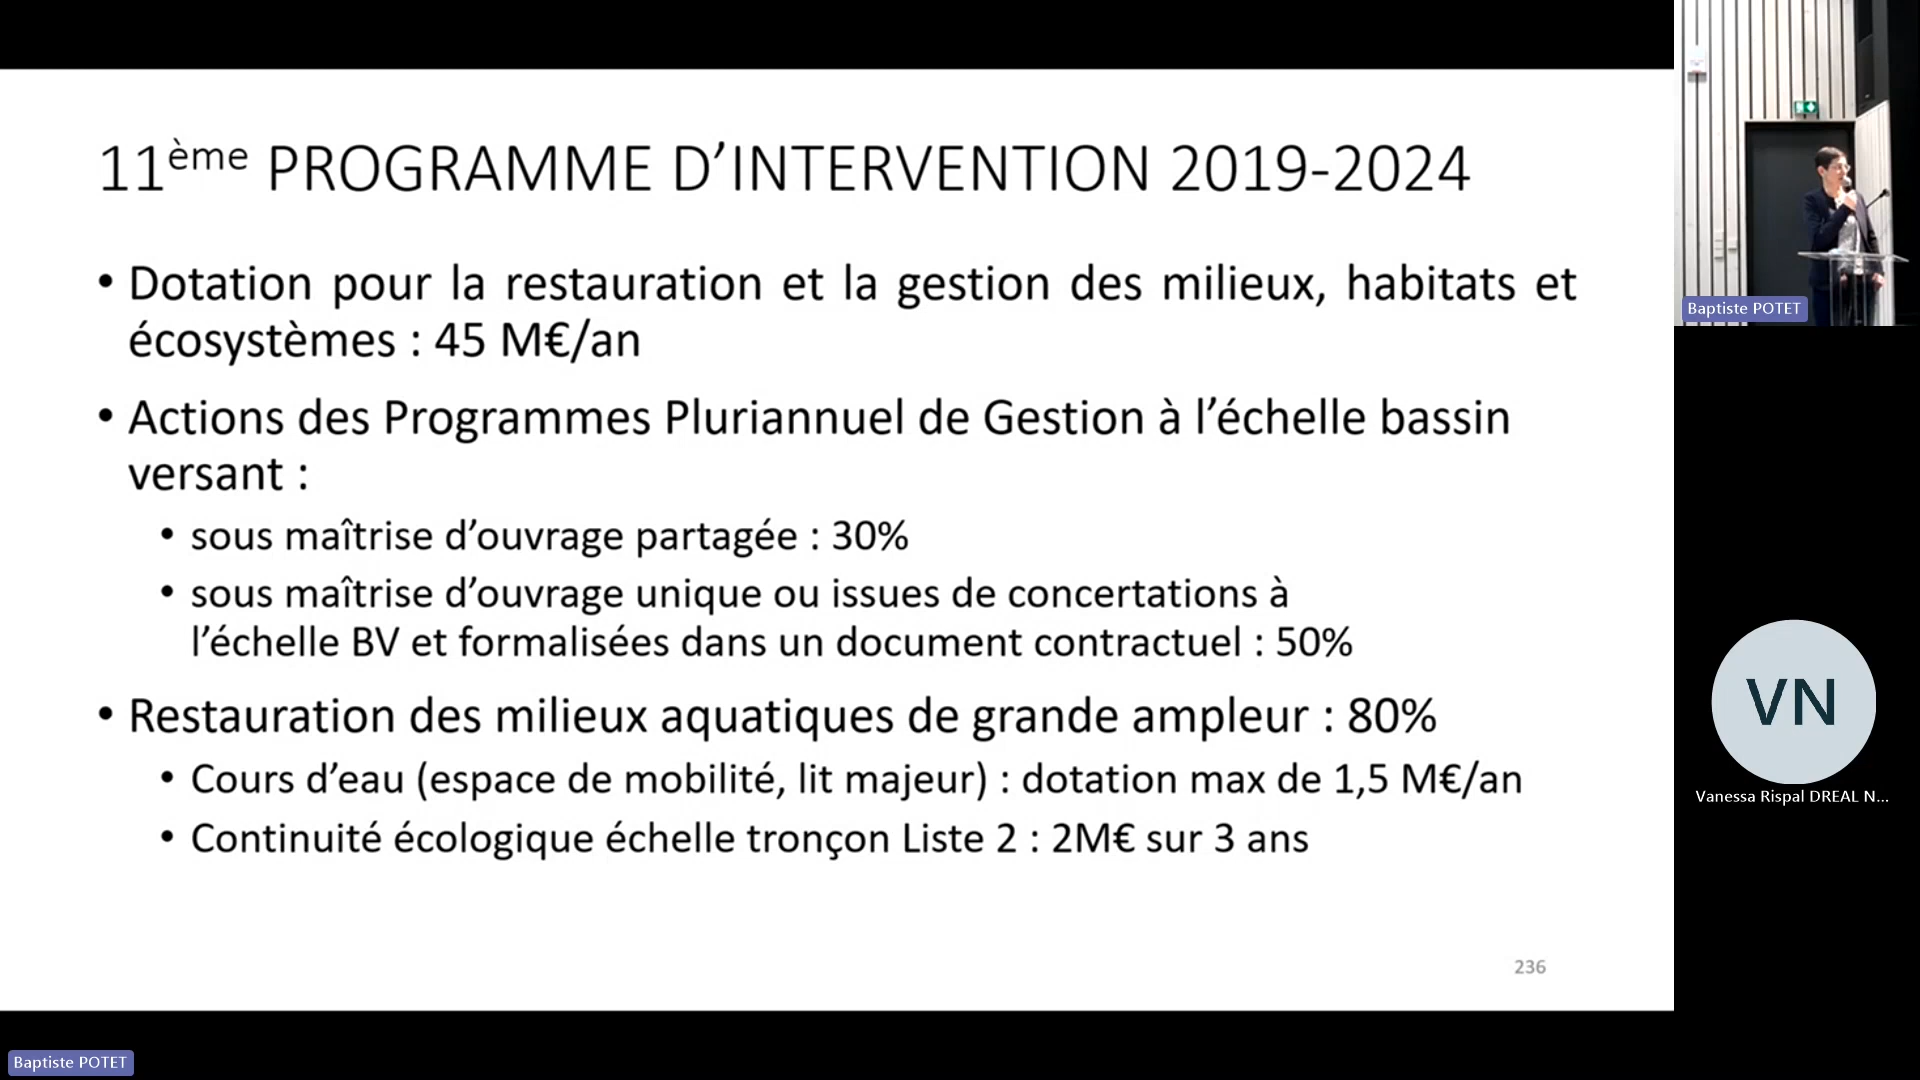 11ème PROGRAMME D’INTERVENTION 2019-2024
• Dotation pour la restauration et la gestion des milieux, habitats et
écosystèmes : 45 M€/an
• Actions des Programmes Pluriannuel de Gestion à l’échelle bassin
versant :
• sous maîtrise d’ouvrage partagée : 30%
• sous maîtrise d’ouvrage unique ou issues de concertations à
l’échelle BV et formalisées dans un document contractuel : 50%
• Restauration des milieux aquatiques de grande ampleur : 80%
• Cours d’eau (espace de mobilité, lit majeur) : dotation max de 1,5 M€/an
• Continuité écologique échelle tronçon Liste 2 : 2M€ sur 3 ans
236
Baptiste POTET
Baptiste POTET
VN
Vanessa Rispal DREAL N...